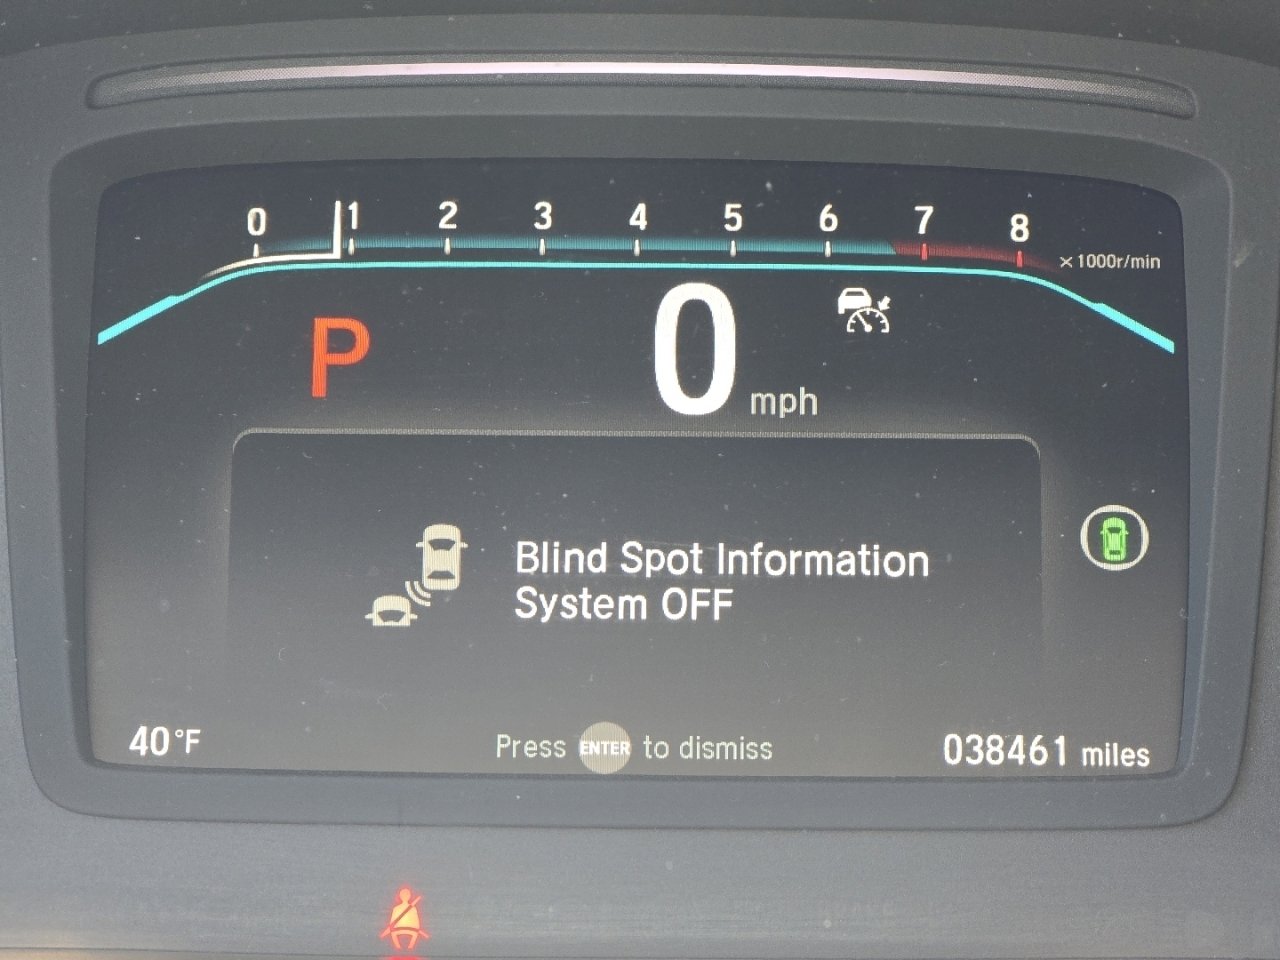 0 1 2 3 4 5 6 7 8
×1000r/min
P 0 mph
Blind Spot Information
System OFF
40°F Press ENTER to dismiss 038461 miles